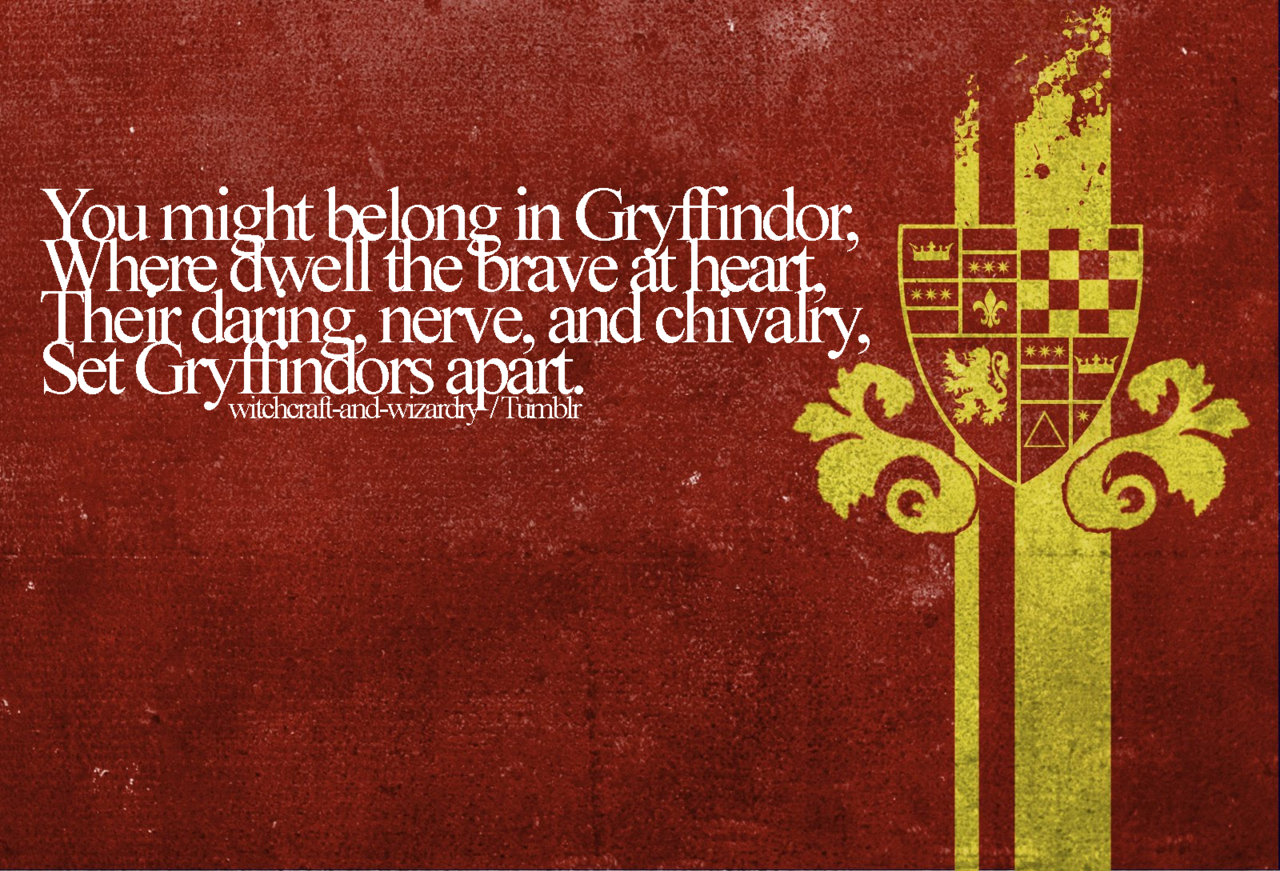 You might belong in Gryffindor,
Where dwell the brave at heart,
Their daring, nerve, and chivalry,
Set Gryffindors apart.
witchcraft-and-wizardry / Tumblr